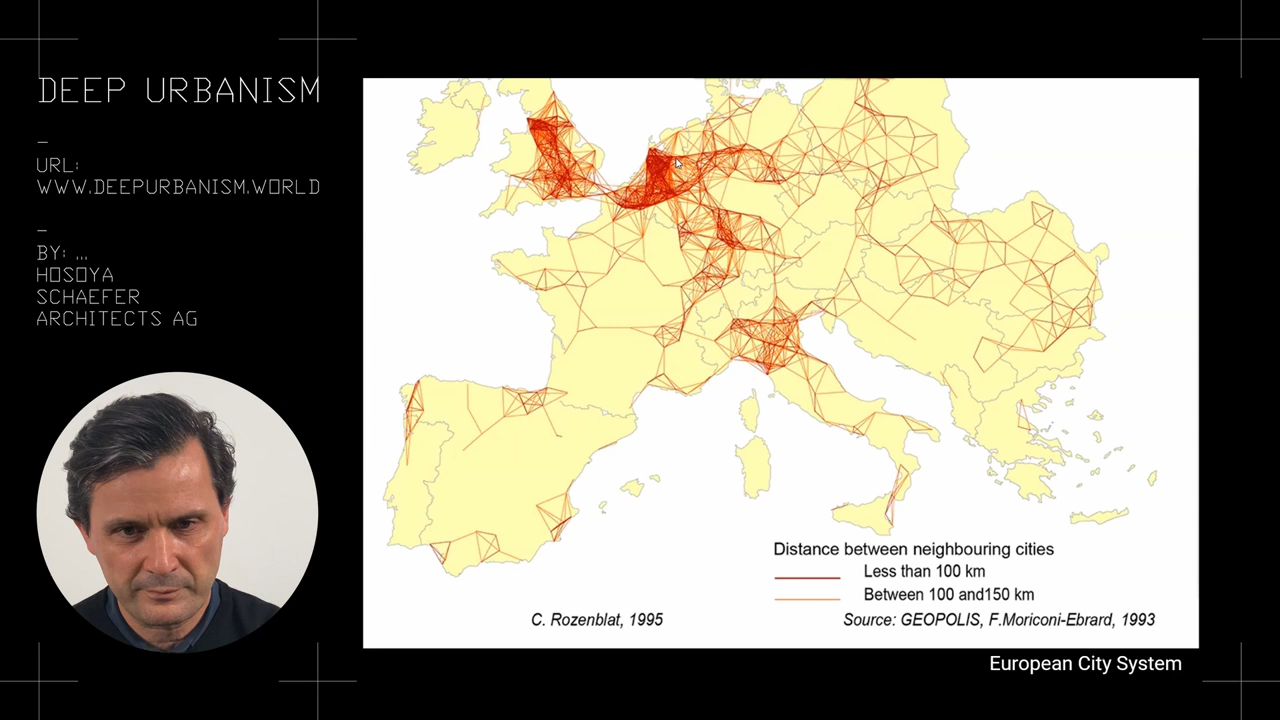 DEEP URBANISM
–
URL:
WWW.DEEPURBANISM.WORLD
–
BY: ...
HOSOYA
SCHAEFER
ARCHITECTS AG
Distance between neighbouring cities
Less than 100 km
Between 100 and150 km
C. Rozenblat, 1995
Source: GEOPOLIS, F.Moriconi-Ebrard, 1993
European City System